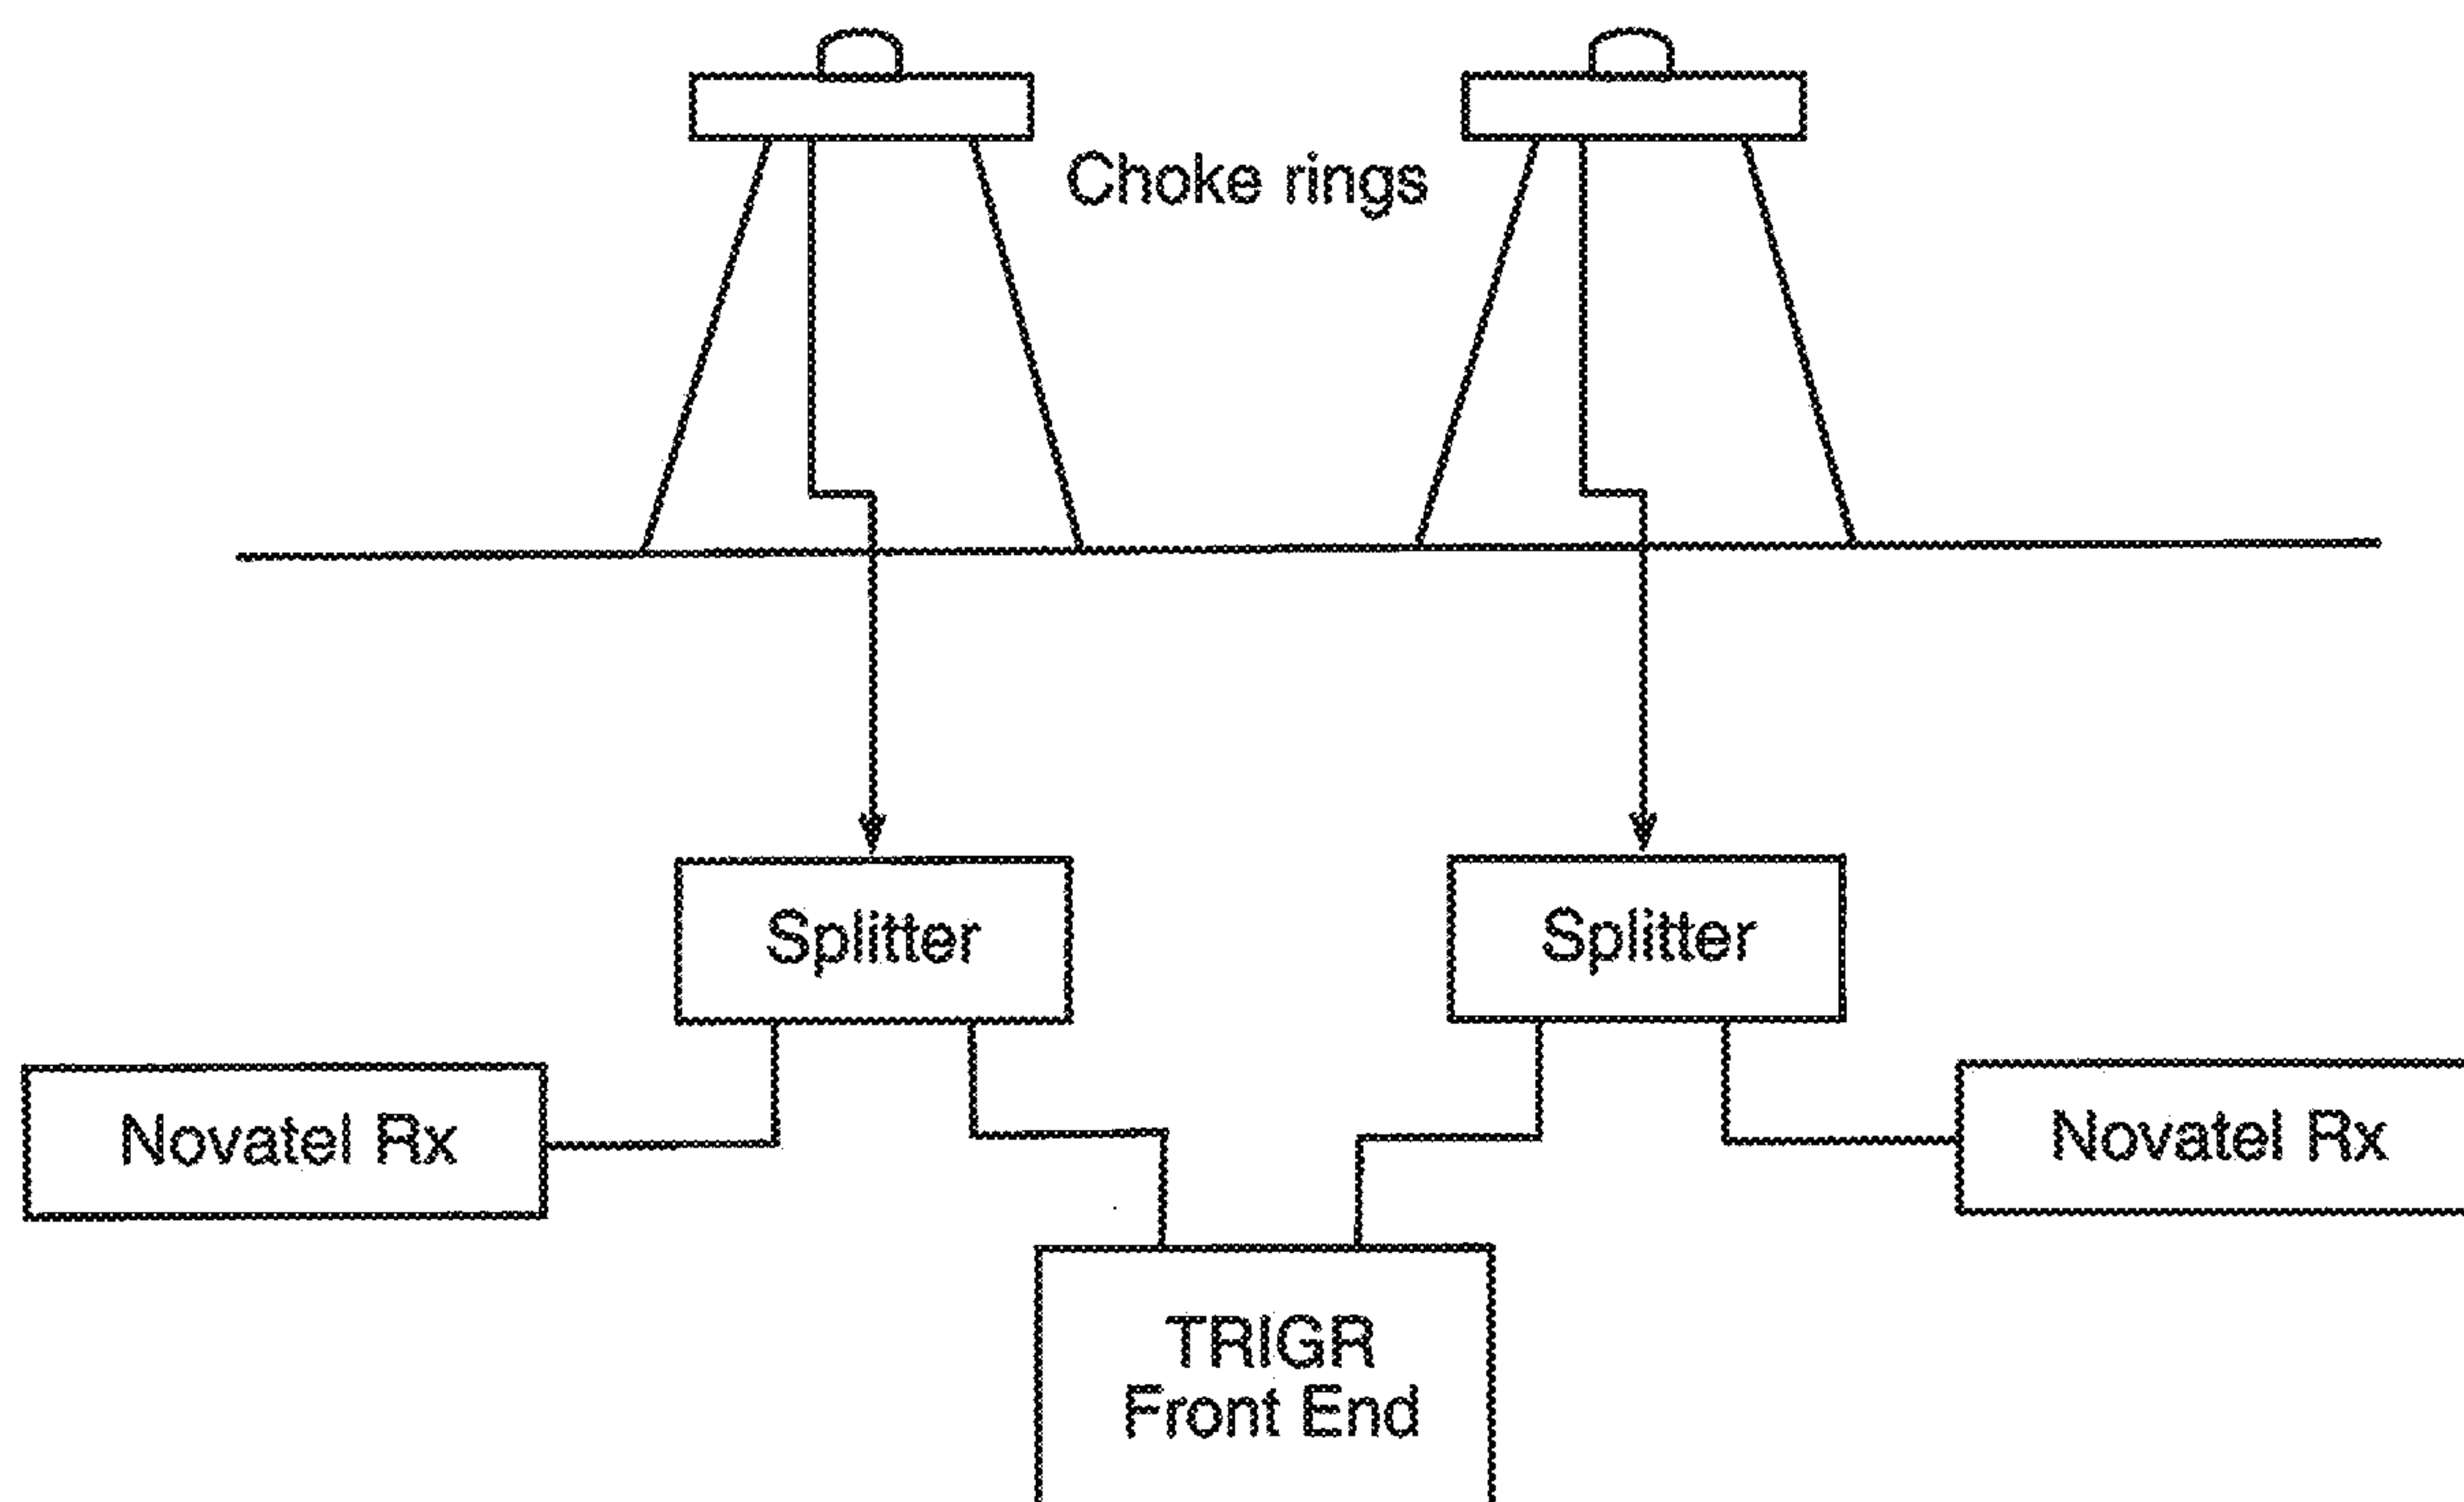 Choke rings
Splitter
Splitter
Novatel Rx
Novatel Rx
TRIGR
Front End